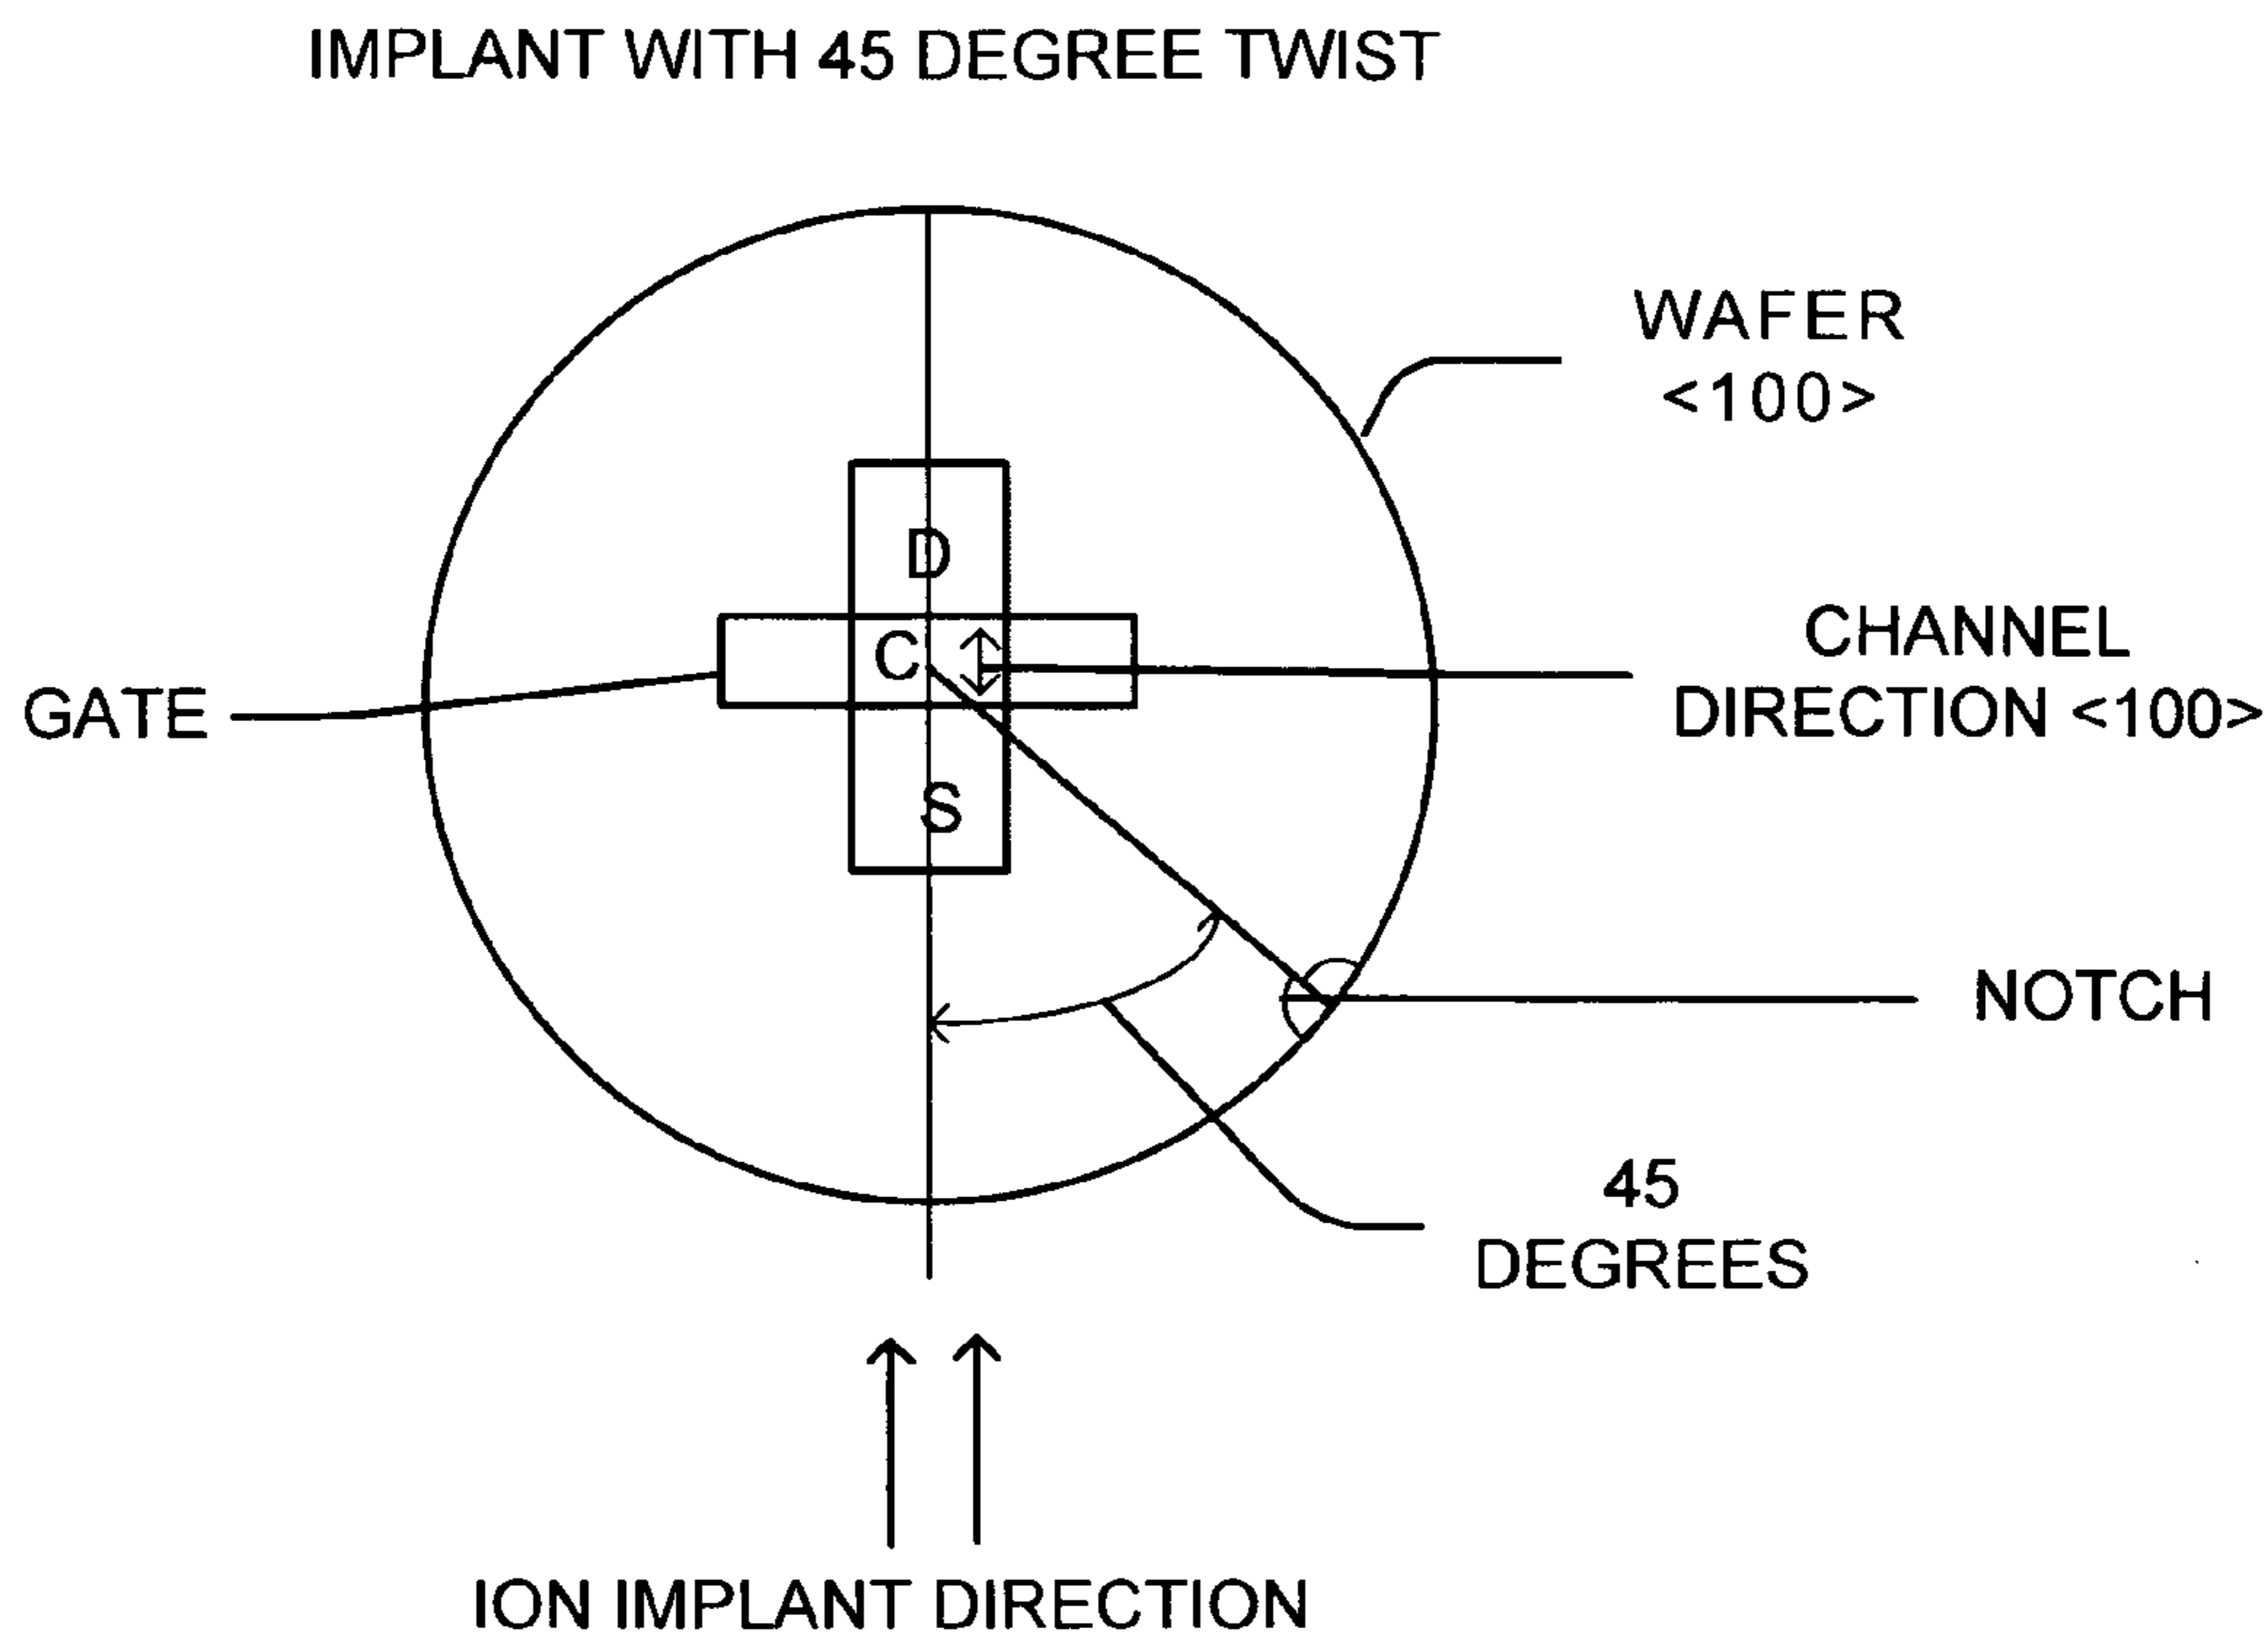 IMPLANT WITH 45 DEGREE TWIST
WAFER
<100>
D
CHANNEL
DIRECTION <100>
C
GATE
S
NOTCH
45
DEGREES
ION IMPLANT DIRECTION